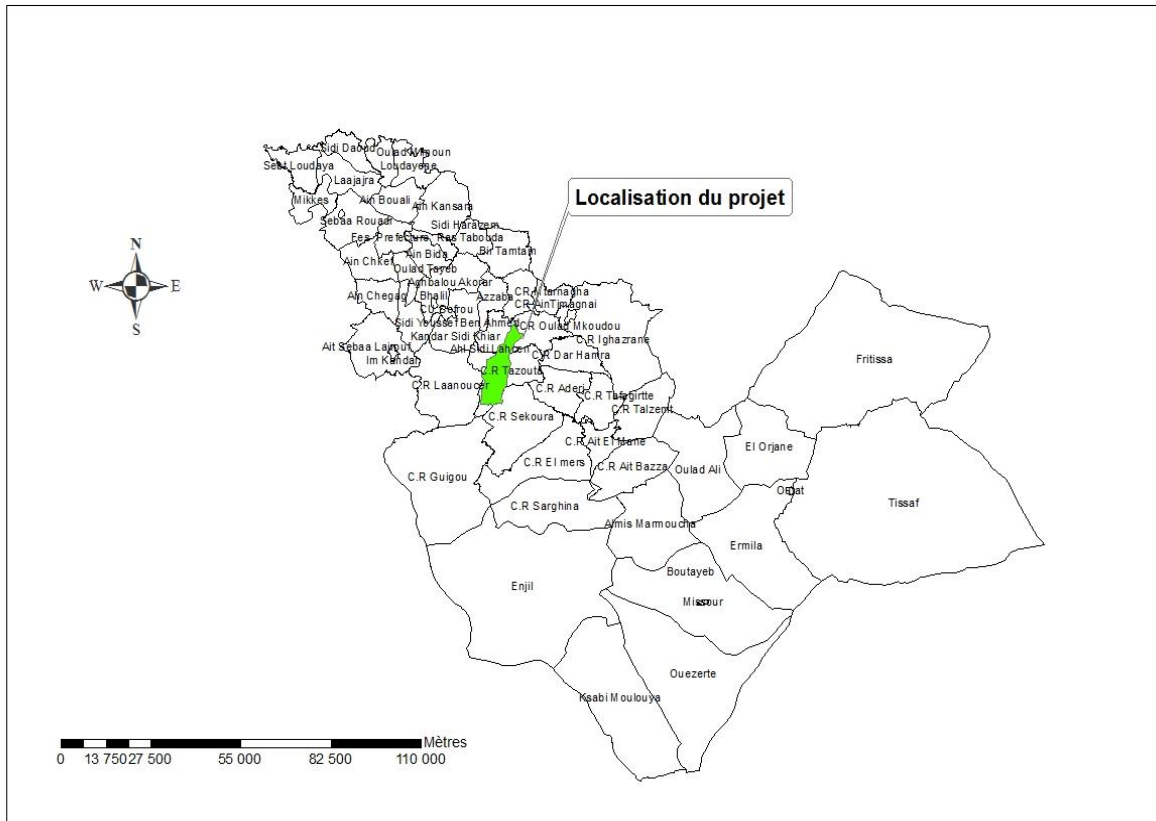 Sidi Daoud
Oulad Mimoun
Sebt Loudaya
Loudayene
Laajajra
Mikkes
Ain Bouali
Ain Kansara
Localisation du projet
Sebaa Rouadi
Sidi Harazem
Fes Prefecture
Ras Tabouda
Bir Tamtam
N
W
E
S
Ain Chkef
Ain Bida
Oulad Tayeb
Aghbalou Akorar
Ain Chegag
Bhalil
Azzaba
C.R Mtarnagha
C.R Ain Timagnai
C.U Sefrou
Sidi Youssef Ben Ahmed
C.R Oulad Mkoudou
Kandar Sidi Khiar
C.R Ighazrane
Ait Sebaa Lajrouf
Ahl Sidi Lahcen
C.R Dar Hamra
Im Kandar
C.R Tazouta
Fritissa
C.R Laanoucer
C.R Aderj
C.R Tafagirtte
C.R Talzemt
C.R Sekoura
C.R Ait El Mane
El Orjane
C.R El mers
C.R Ait Bazza
Oulad Ali
C.R Guigou
Tissaf
C.R Sarghina
Almis Marmoucha
Ermila
Boutayeb
Enjil
Missour
Ouezerte
Ksabi Moulouya
Mètres
0 13 750 27 500 55 000 82 500 110 000